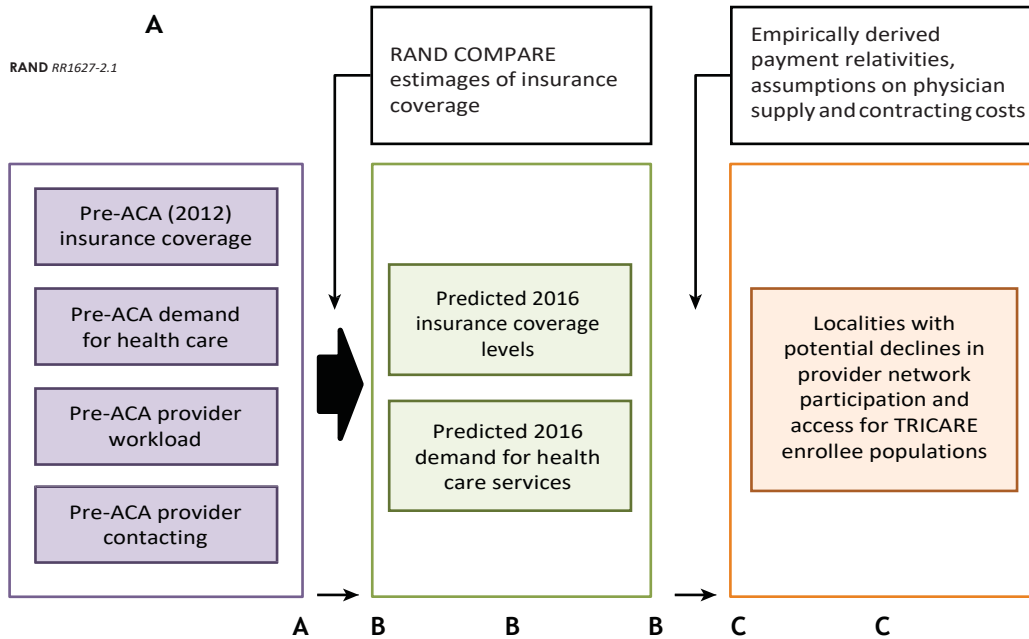 A
RAND RR1627-2.1
RAND COMPARE
estimates of insurance
coverage
Empirically derived
payment relativities,
assumptions on physician
supply and contracting costs
Pre-ACA (2012)
insurance coverage
Pre-ACA demand
for health care
Pre-ACA provider
workload
Pre-ACA provider
contacting
Predicted 2016
insurance coverage
levels
Predicted 2016
demand for health
care services
Localities with
potential declines in
provider network
participation and
access for TRICARE
enrollee populations
A B B B C C